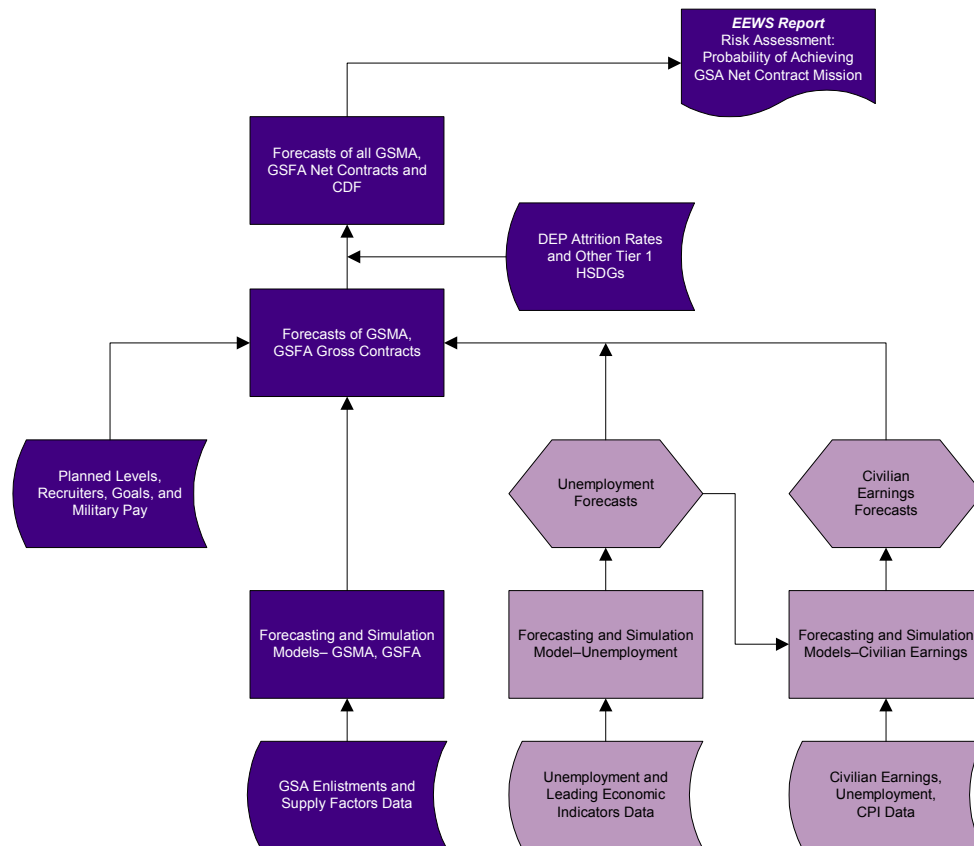 EEWS Report
Risk Assessment:
Probability of Achieving
GSA Net Contract Mission
Forecasts of all GSMA,
GSFA Net Contracts and
CDF
DEP Attrition Rates
and Other Tier 1
HSDGs
Forecasts of GSMA,
GSFA Gross Contracts
Planned Levels,
Recruiters, Goals, and
Military Pay
Unemployment
Forecasts
Civilian
Earnings
Forecasts
Forecasting and Simulation
Models– GSMA, GSFA
Forecasting and Simulation
Model–Unemployment
Forecasting and Simulation
Models–Civilian Earnings
GSA Enlistments and
Supply Factors Data
Unemployment and
Leading Economic
Indicators Data
Civilian Earnings,
Unemployment,
CPI Data